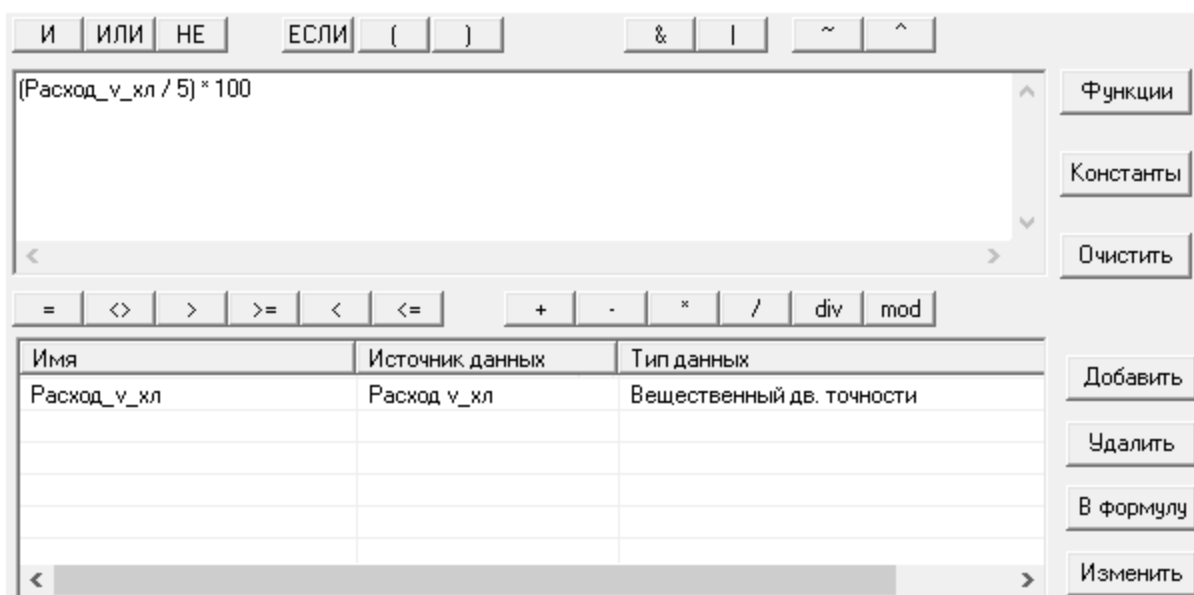 И ИЛИ НЕ ЕСЛИ ( ) & | ~ ^
(Расход_v_хл / 5) * 100
Функции
Константы
Очистить
= <> > >= < <= + - * / div mod
Имя Источник данных Тип данных
Расход_v_хл Расход v_хл Вещественный дв. точности
Добавить
Удалить
В формулу
Изменить